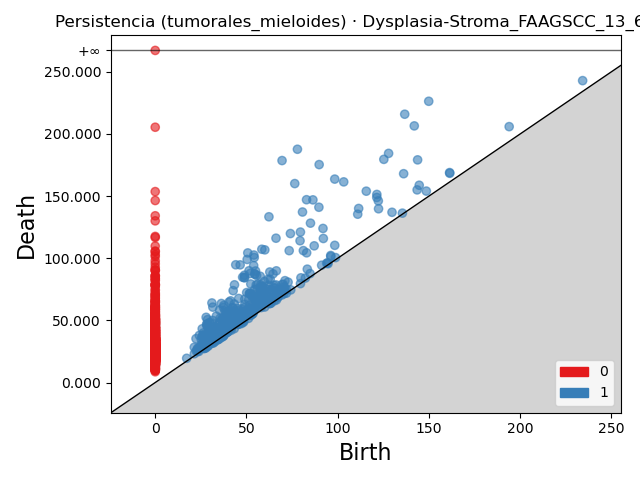 Persistencia (tumorales_mieloides) · Dysplasia-Stroma_FAAGSCC_13_6
+∞
250.000
200.000
150.000
100.000
50.000
0.000
Death
0
1
0 50 100 150 200 250
Birth